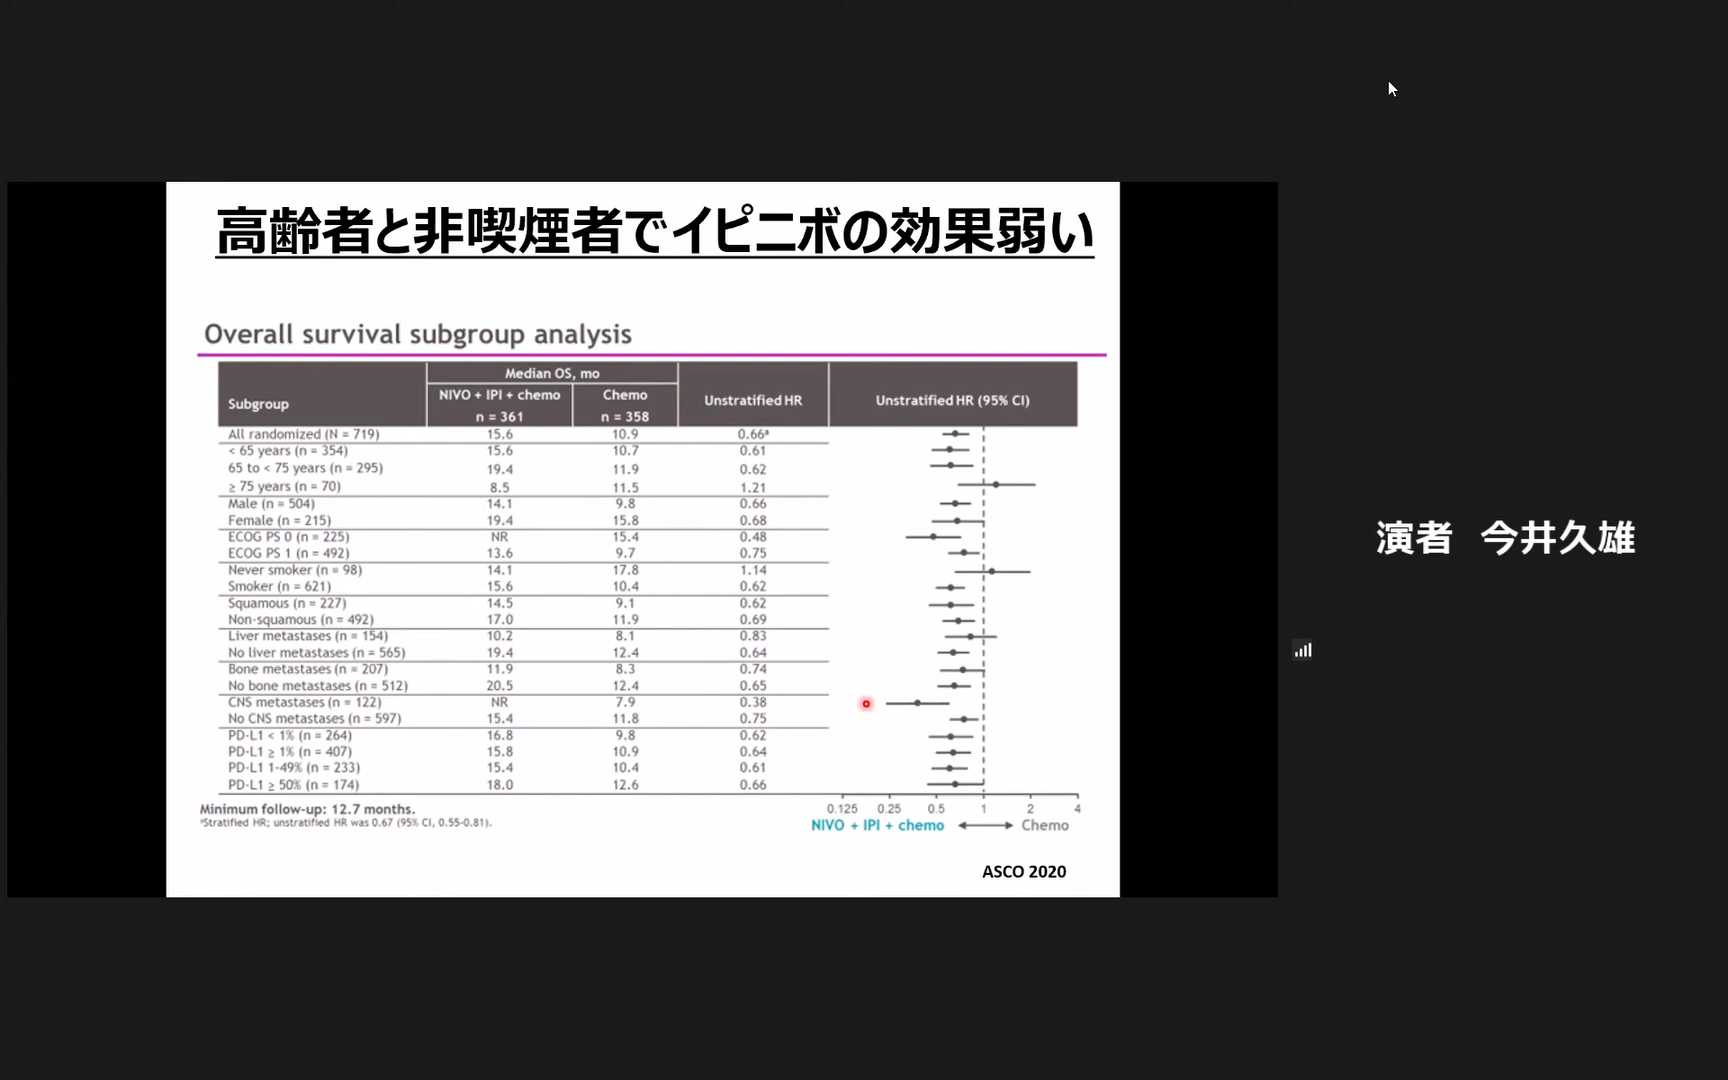 高齢者と非喫煙者でイピニボの効果弱い
Overall survival subgroup analysis
Subgroup
Median OS, mo
NIVO + IPI + chemo
n = 361
Chemo
n = 358
Unstratified HR
Unstratified HR (95% CI)
All randomized (N = 719) 15.6 10.9 0.66ᵃ
< 65 years (n = 354) 15.6 10.7 0.61
65 to < 75 years (n = 295) 19.4 11.9 0.62
≥ 75 years (n = 70) 8.5 11.5 1.21
Male (n = 504) 14.1 9.8 0.66
Female (n = 215) 19.4 15.8 0.68
ECOG PS 0 (n = 225) NR 15.4 0.48
ECOG PS 1 (n = 492) 13.6 9.7 0.75
Never smoker (n = 98) 14.1 17.8 1.14
Smoker (n = 621) 15.6 10.4 0.62
Squamous (n = 227) 14.5 9.1 0.62
Non-squamous (n = 492) 17.0 11.9 0.69
Liver metastases (n = 154) 10.2 8.1 0.83
No liver metastases (n = 565) 19.4 12.4 0.64
Bone metastases (n = 207) 11.9 8.3 0.74
No bone metastases (n = 512) 20.5 12.4 0.65
CNS metastases (n = 122) NR 7.9 0.38
No CNS metastases (n = 597) 15.4 11.8 0.75
PD-L1 < 1% (n = 264) 16.8 9.8 0.62
PD-L1 ≥ 1% (n = 407) 15.8 10.9 0.64
PD-L1 1-49% (n = 233) 15.4 10.4 0.61
PD-L1 ≥ 50% (n = 174) 18.0 12.6 0.66
0.125 0.25 0.5 1 2 4
NIVO + IPI + chemo Chemo
Minimum follow-up: 12.7 months.
ᵃStratified HR; unstratified HR was 0.67 (95% CI, 0.55-0.81).
ASCO 2020
演者 今井久雄